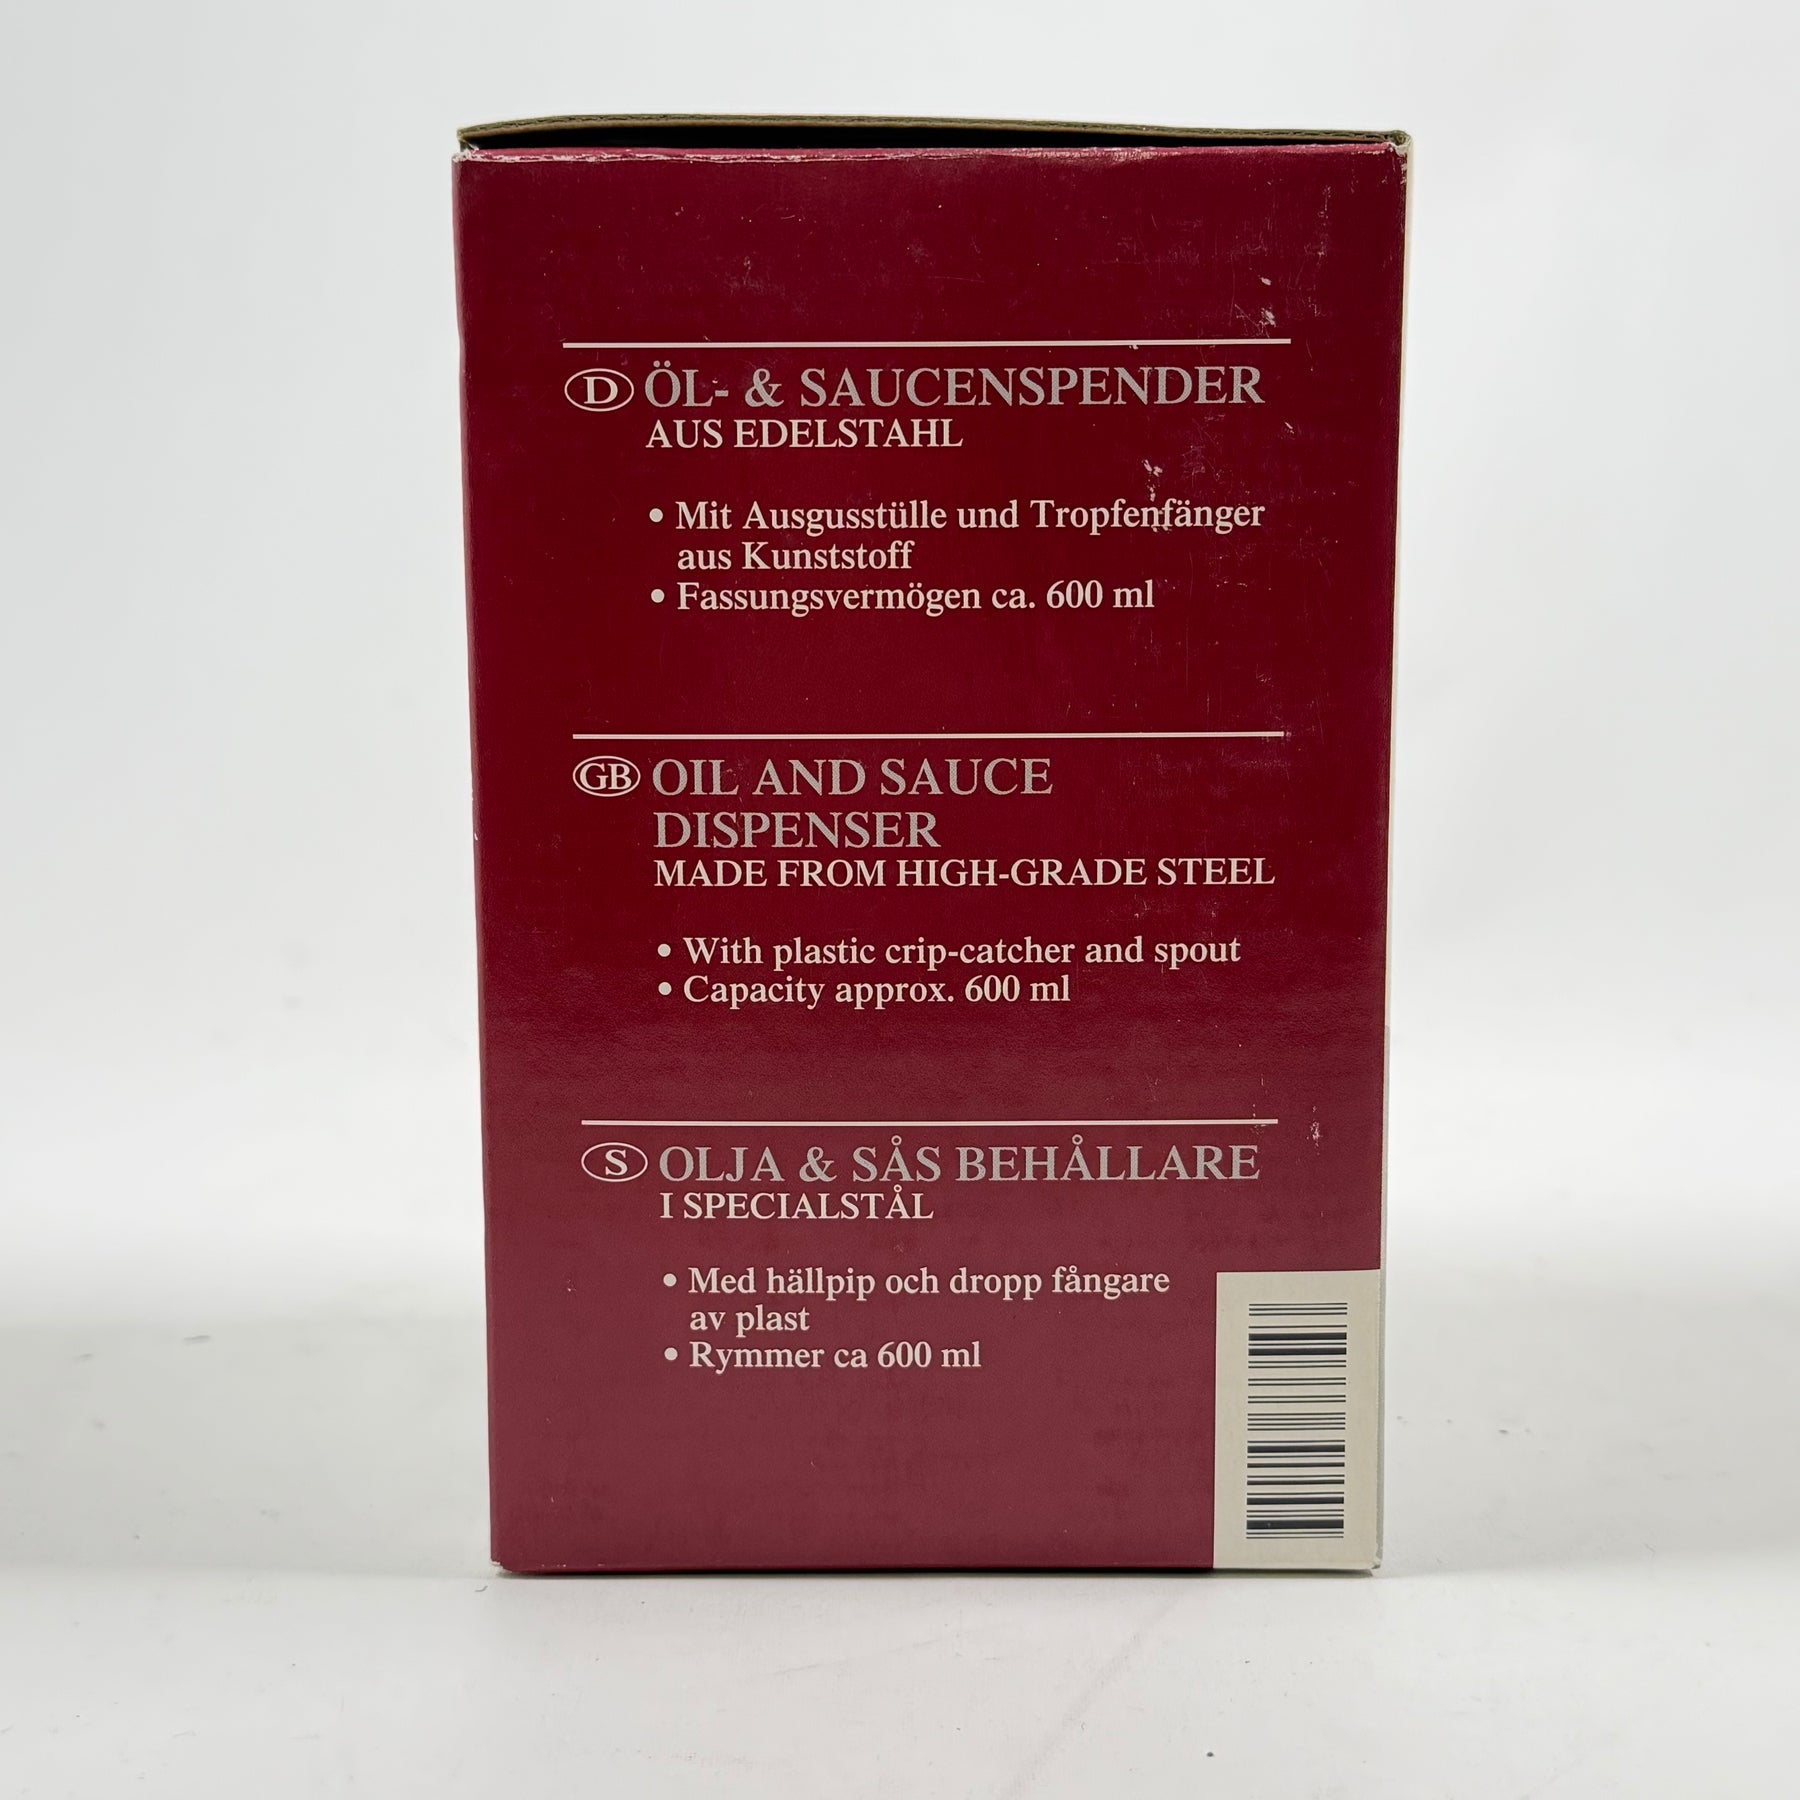 D ÖL- & SAUCENSPENDER
AUS EDELSTAHL
• Mit Ausgusstülle und Tropfenfänger
aus Kunststoff
• Fassungsvermögen ca. 600 ml
GB OIL AND SAUCE
DISPENSER
MADE FROM HIGH-GRADE STEEL
• With plastic crip-catcher and spout
• Capacity approx. 600 ml
S OLJA & SÅS BEHÅLLARE
I SPECIALSTÅL
• Med hällpip och dropp fångare
av plast
• Rymmer ca 600 ml